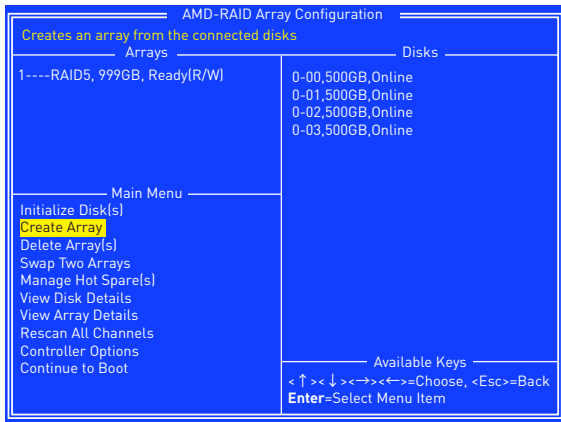 AMD-RAID Array Configuration
Creates an array from the connected disks
Arrays
1----RAID5, 999GB, Ready(R/W)
Main Menu
Initialize Disk(s)
Create Array
Delete Array(s)
Swap Two Arrays
Manage Hot Spare(s)
View Disk Details
View Array Details
Rescan All Channels
Controller Options
Continue to Boot
Disks
0-00,500GB,Online
0-01,500GB,Online
0-02,500GB,Online
0-03,500GB,Online
Available Keys
<↑><↓><→><←>=Choose, <Esc>=Back
Enter=Select Menu Item